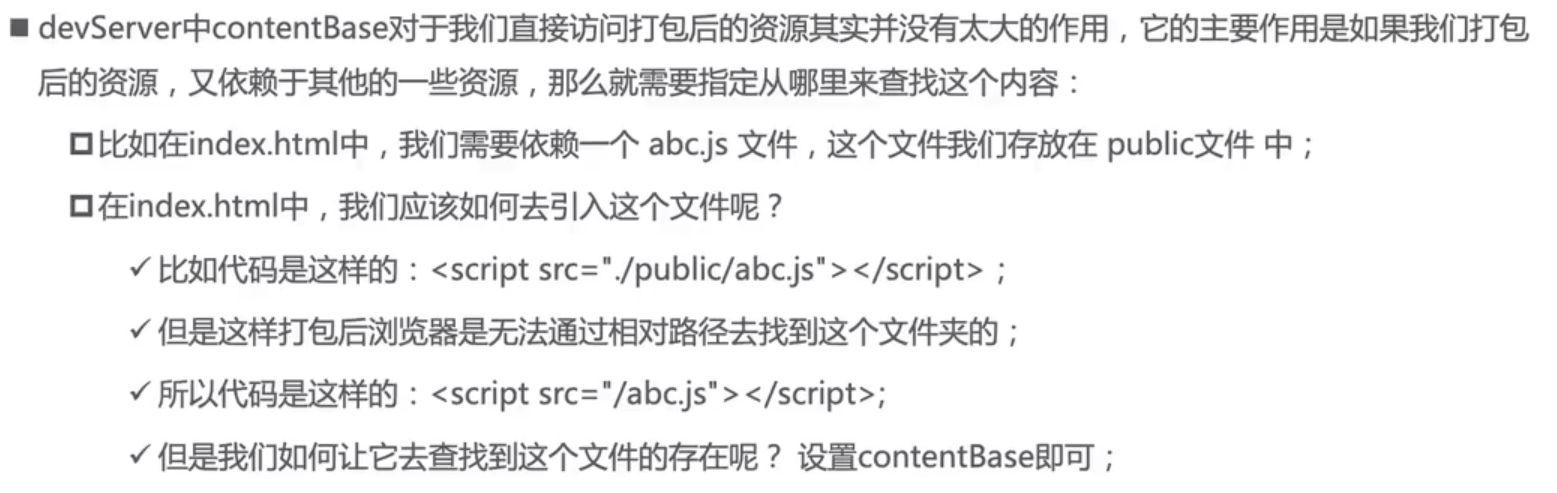 ■ devServer中contentBase对于我们直接访问打包后的资源其实并没有太大的作用，它的主要作用是如果我们打包
后的资源，又依赖于其他的一些资源，那么就需要指定从哪里来查找这个内容：
比如在index.html中，我们需要依赖一个 abc.js 文件，这个文件我们存放在 public文件 中；
在index.html中，我们应该如何去引入这个文件呢？
✓ 比如代码是这样的：<script src="./public/abc.js"></script>；
✓ 但是这样打包后浏览器是无法通过相对路径去找到这个文件夹的；
✓ 所以代码是这样的：<script src="/abc.js"></script>;
✓ 但是我们如何让它去查找到这个文件的存在呢？ 设置contentBase即可；